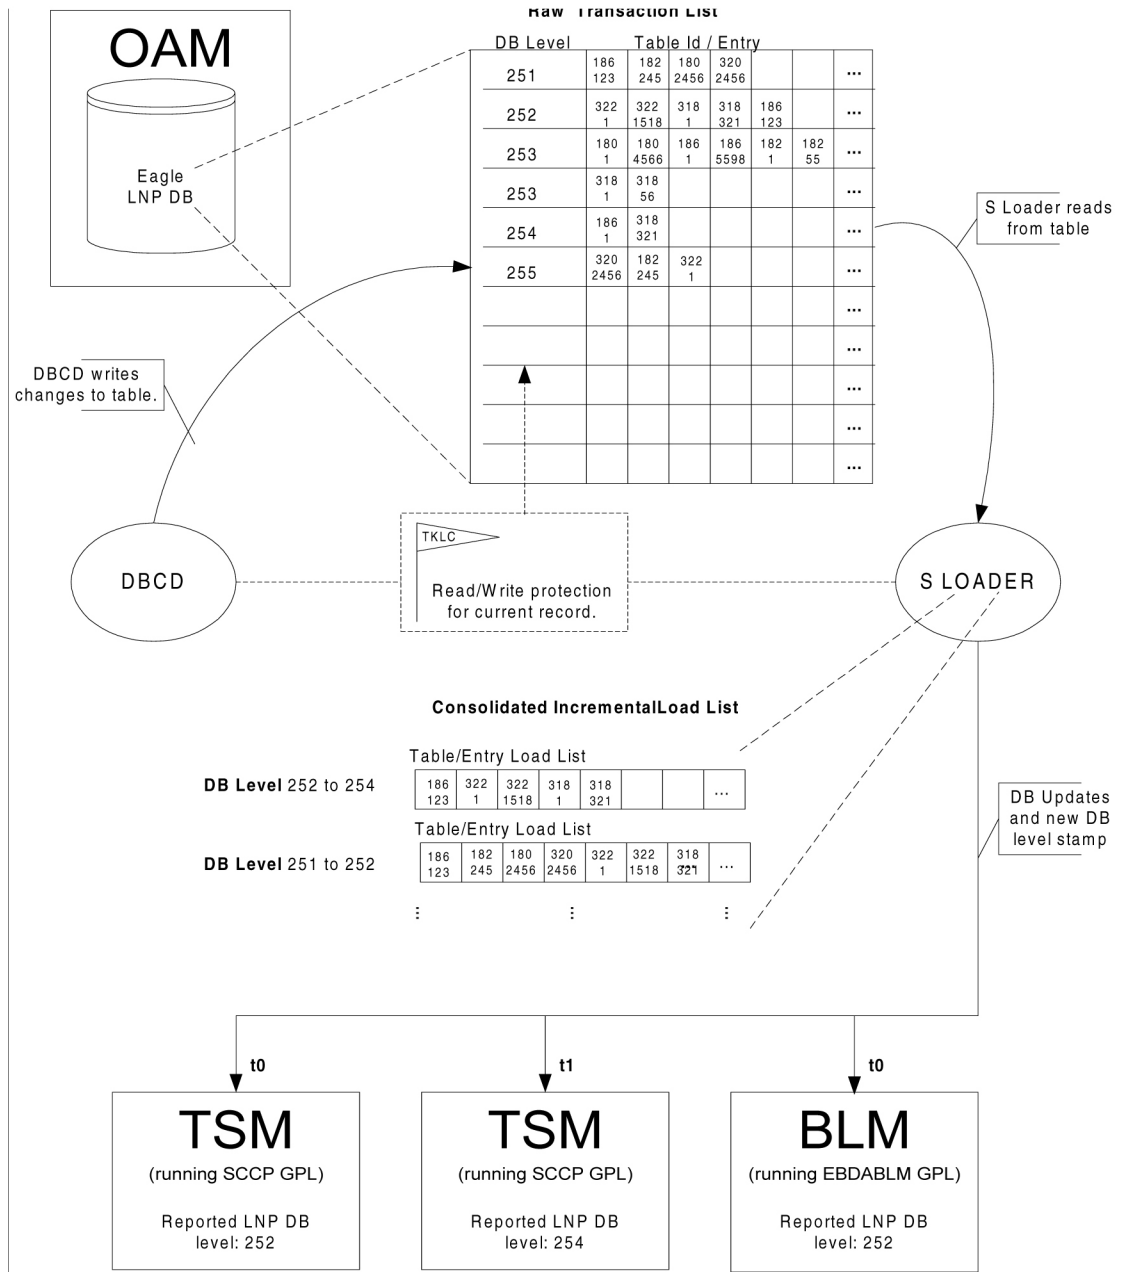 Raw Transaction List
OAM
DB Level Table Id / Entry
251 186 182 180 320 ...
123 245 2456 2456
252 322 322 318 318 186 ...
1 1518 1 321 123
253 180 180 186 186 182 182 ...
1 4566 1 5598 1 55
253 318 318 ...
1 56
254 186 318 ...
1 321
255 320 182 322 ...
2456 245 1
...
...
...
...
...
Eagle
LNP DB
S Loader reads
from table
DBCD writes
changes to table.
TKLC
Read/Write protection
for current record.
DBCD
S LOADER
Consolidated IncrementalLoad List
Table/Entry Load List
DB Level 252 to 254
186 322 322 318 318 ...
123 1 1518 1 321
Table/Entry Load List
DB Level 251 to 252
186 182 180 320 322 322 318 ...
123 245 2456 2456 1 1518 321
...
... ... ...
DB Updates
and new DB
level stamp
t0 t1 t0
TSM
(running SCCP GPL)
Reported LNP DB
level: 252
TSM
(running SCCP GPL)
Reported LNP DB
level: 254
BLM
(running EBDABLM GPL)
Reported LNP DB
level: 252